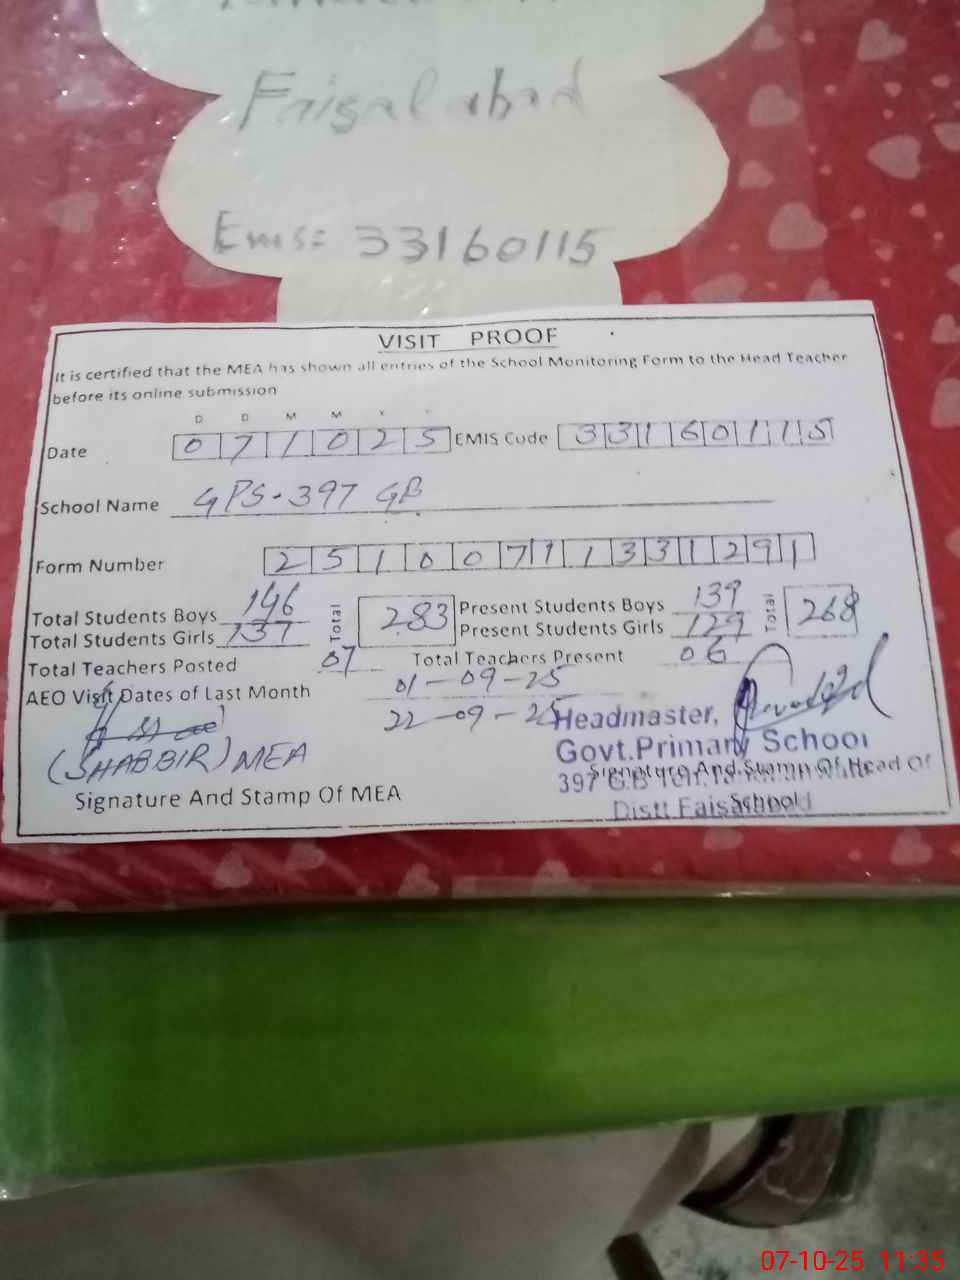 Faisalabad
Emis= 33160115
VISIT PROOF
It is certified that the MEA has shown all entries of the School Monitoring Form to the Head Teacher
before its online submission
D D M M Y Y
Date 0 7 1 0 2 5 EMIS Code 3 3 1 6 0 1 1 5
School Name GPS-397 GB
Form Number 2 5 1 0 0 7 1 1 3 3 1 2 9 1
Total Students Boys 146 Total 283 Present Students Boys 139 Total 268
Total Students Girls 137 Present Students Girls 129
Total Teachers Posted 07 Total Teachers Present 06
AEO Visit Dates of Last Month 01-09-25
22-09-25
Headmaster,
Govt.Primary School
(SHABBIR) MEA
397 G.B
Signature And Stamp Of Head Of
School
Signature And Stamp Of MEA
Distt Faisalabad
07-10-25 11:35